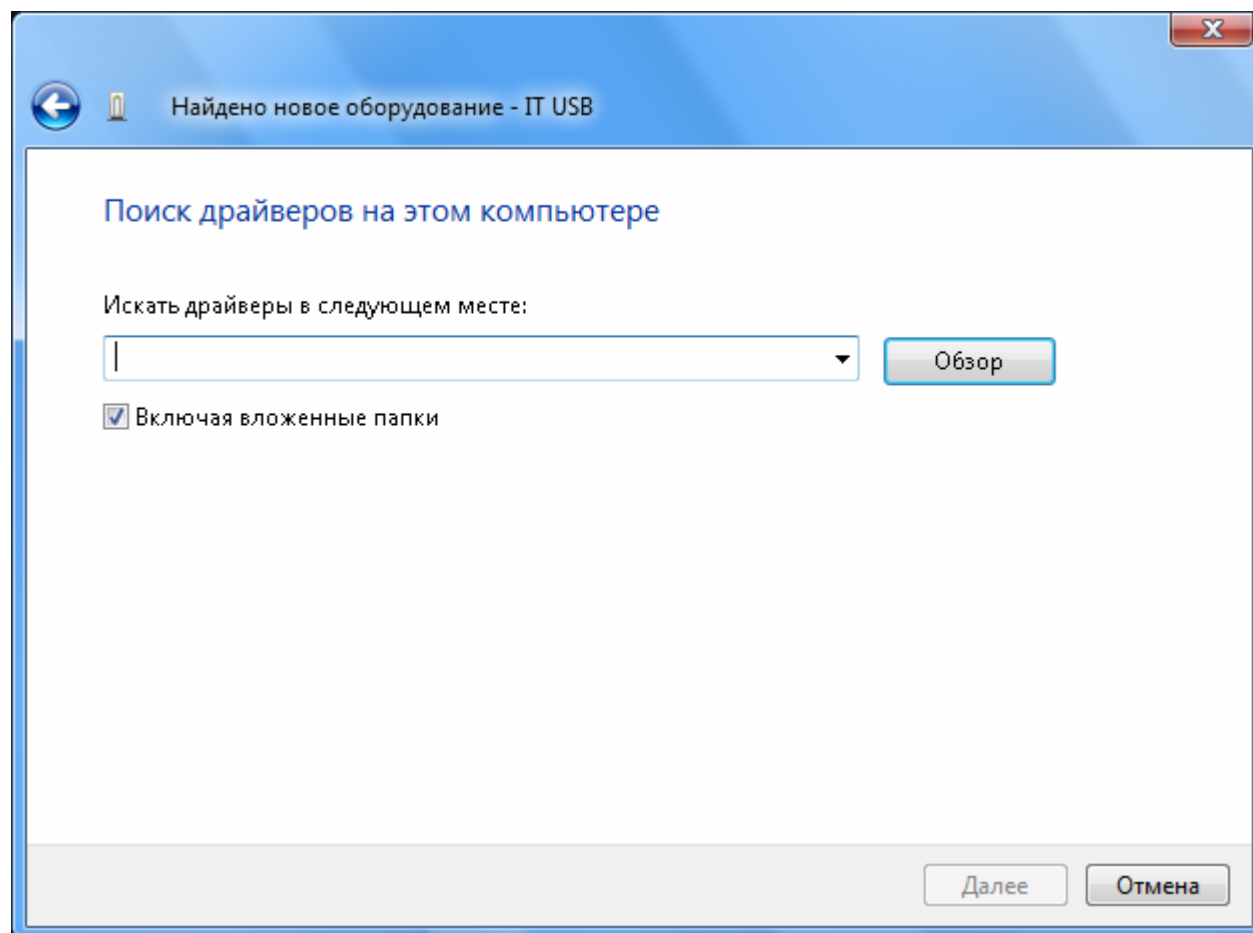 Найдено новое оборудование - IT USB
Поиск драйверов на этом компьютере
Искать драйверы в следующем месте:
Обзор
Включая вложенные папки
Далее
Отмена